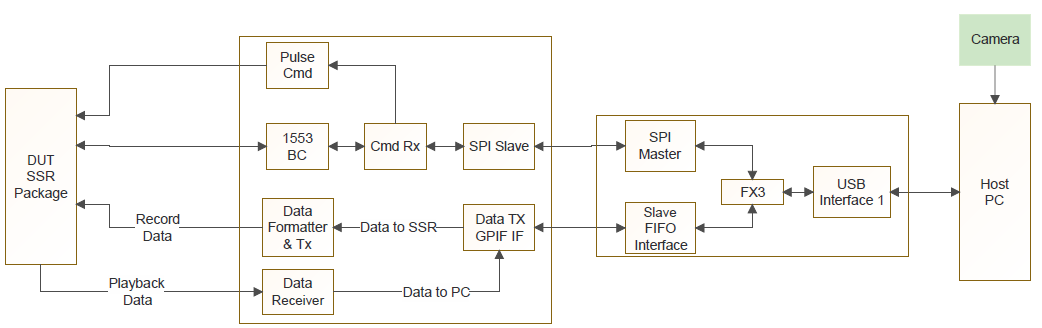 Camera
Pulse
Cmd
DUT
SSR
Package
1553
BC
Cmd Rx
SPI Slave
SPI
Master
FX3
USB
Interface 1
Host
PC
Record
Data
Data
Formatter
& Tx
Data to SSR
Data TX
GPIF IF
Slave
FIFO
Interface
Playback
Data
Data
Receiver
Data to PC